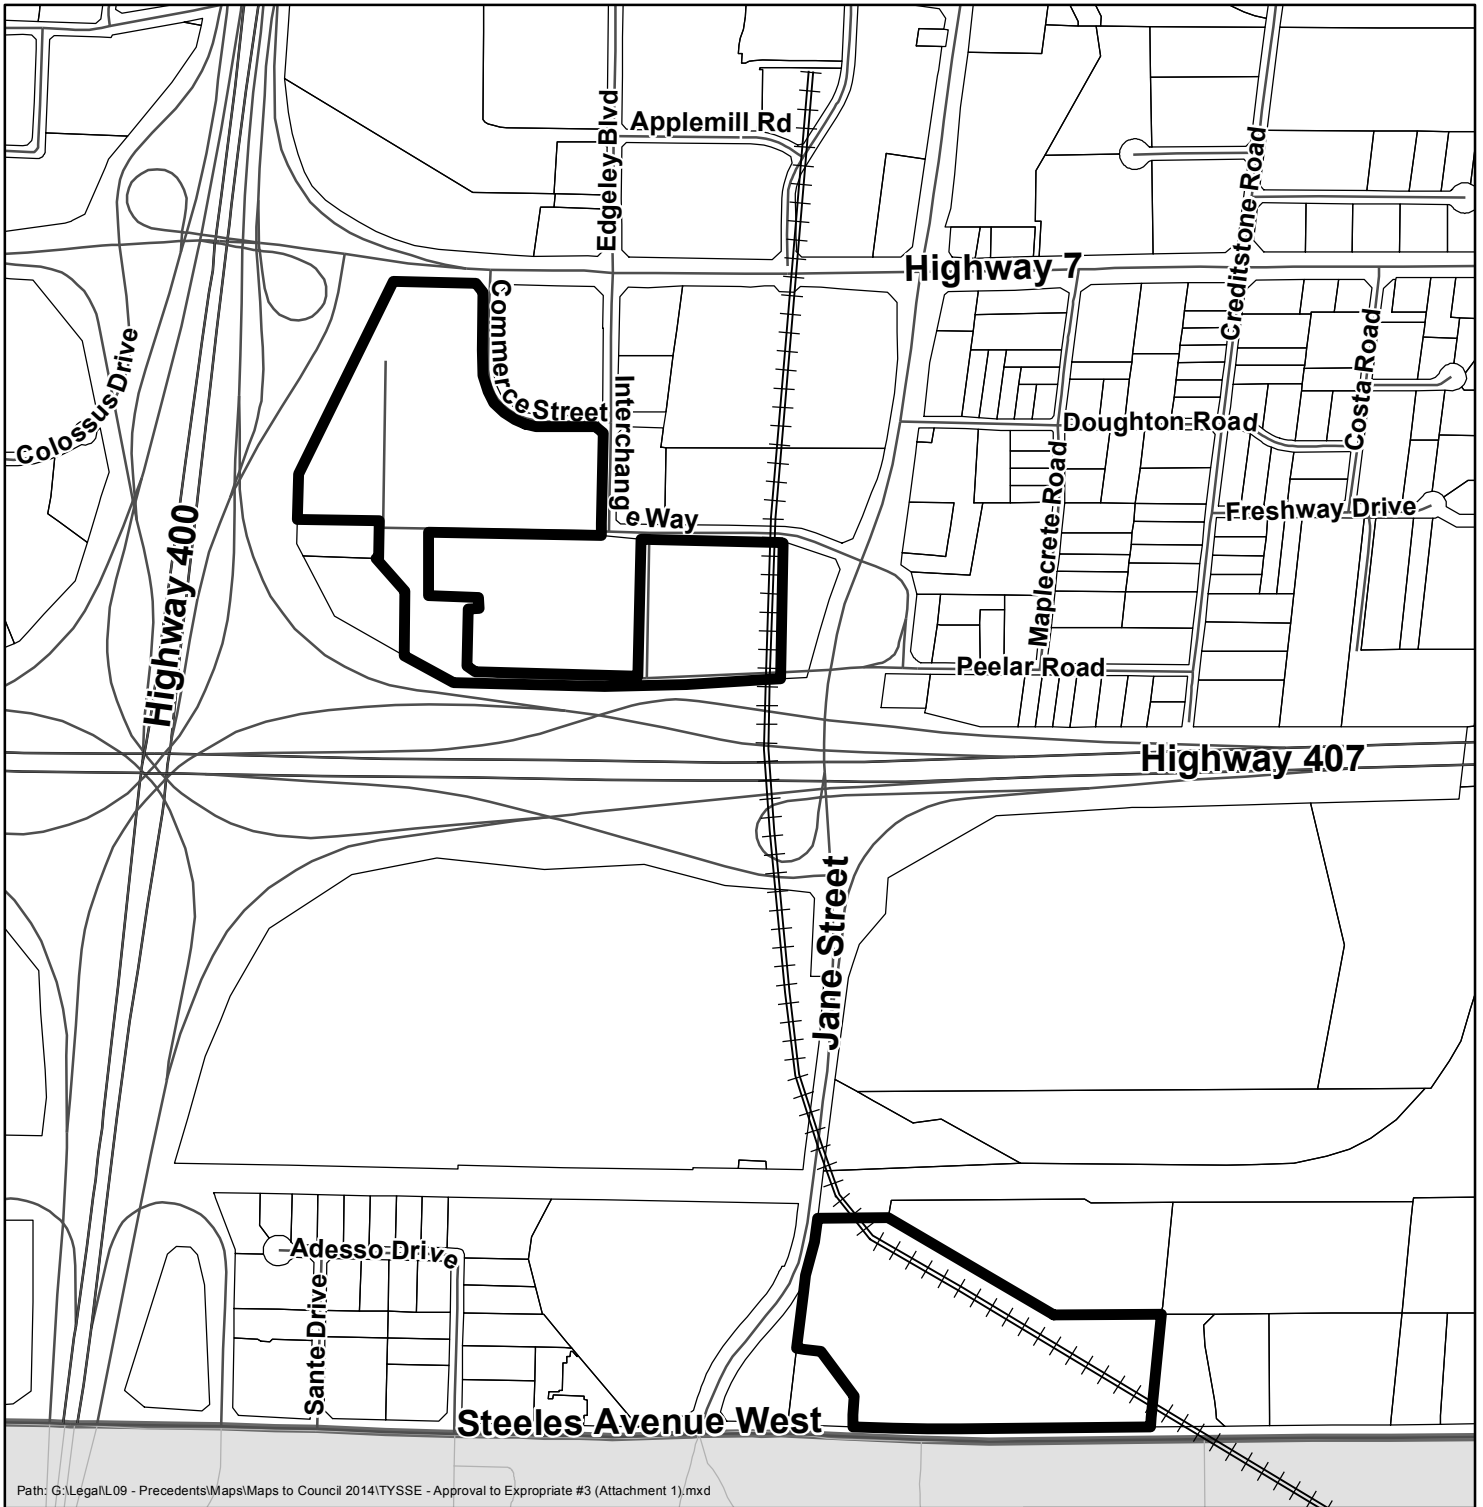 Applemill Rd
Edgeley Blvd
Creditstone Road
Highway 7
Commerce Street
Colossus Drive
Interchange Way
Doughton Road
Costa Road
Maplecrete Road
Freshway Drive
Highway 400
Peelar Road
Highway 407
Jane Street
Adesso Drive
Sante Drive
Steeles Avenue West
Path: G:\Legal\L09 - Precedents\Maps\Maps to Council 2014\TYSSE - Approval to Expropriate #3 (Attachment 1).mxd